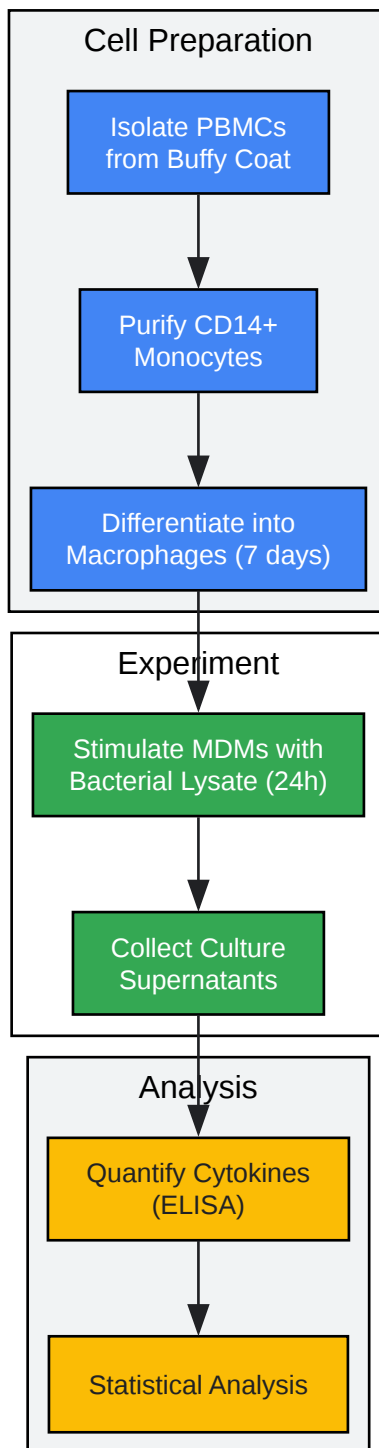 Cell Preparation
Isolate PBMCs
from Buffy Coat
Purify CD14+
Monocytes
Differentiate into
Macrophages (7 days)
Experiment
Stimulate MDMs with
Bacterial Lysate (24h)
Collect Culture
Supernatants
Analysis
Quantify Cytokines
(ELISA)
Statistical Analysis